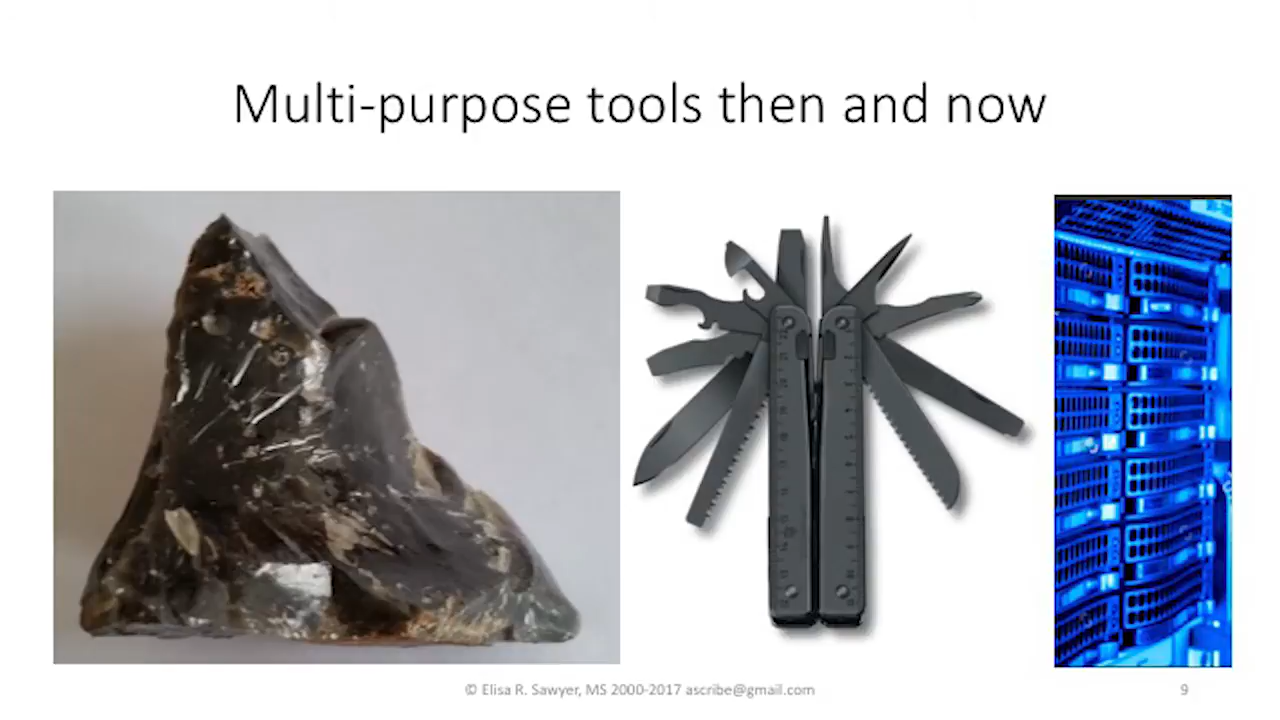 Multi-purpose tools then and now
© Elisa R. Sawyer, MS 2000-2017 ascribe@gmail.com
9